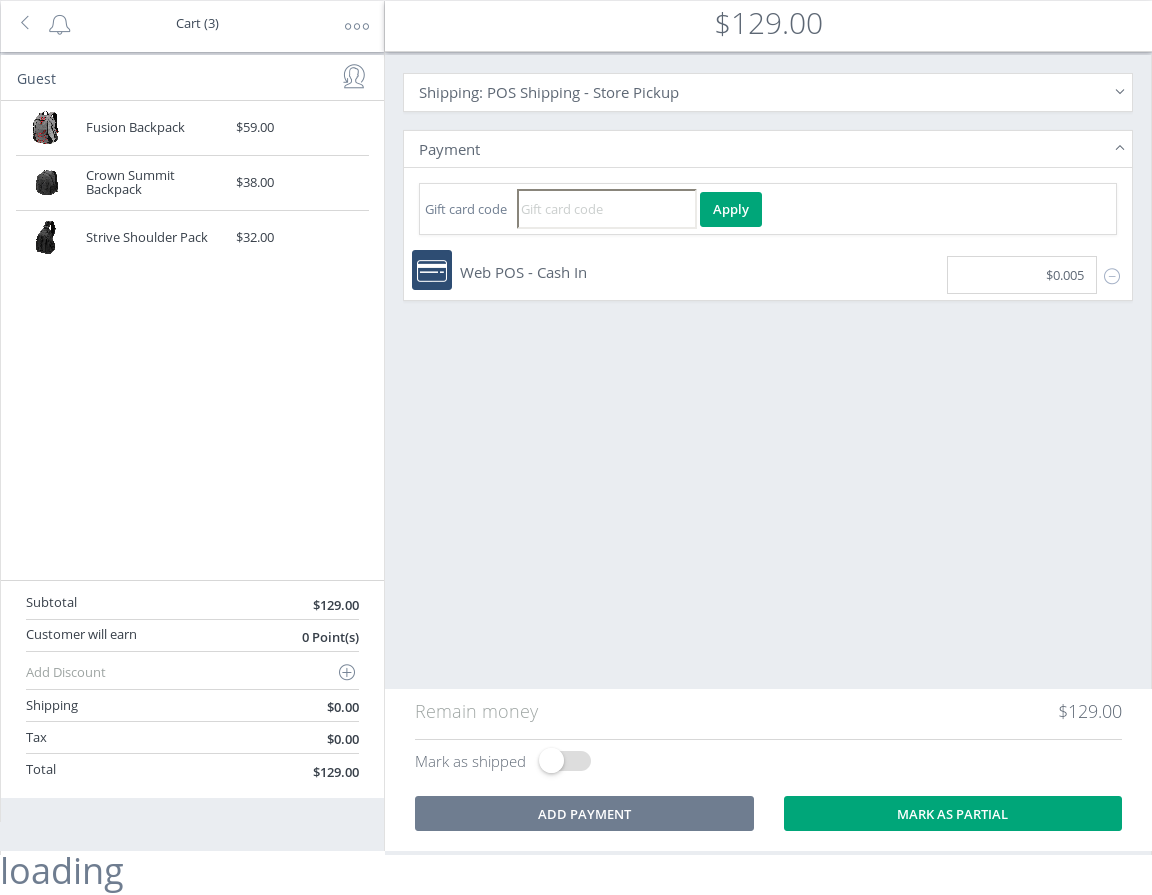 Cart (3)
$129.00
Guest
Fusion Backpack $59.00
Crown Summit
Backpack
$38.00
Strive Shoulder Pack $32.00
Shipping: POS Shipping - Store Pickup
Payment
Gift card code Gift card code Apply
Web POS - Cash In $0.005
Subtotal $129.00
Customer will earn 0 Point(s)
Add Discount
Shipping $0.00
Tax $0.00
Total $129.00
Remain money $129.00
Mark as shipped
ADD PAYMENT MARK AS PARTIAL
loading